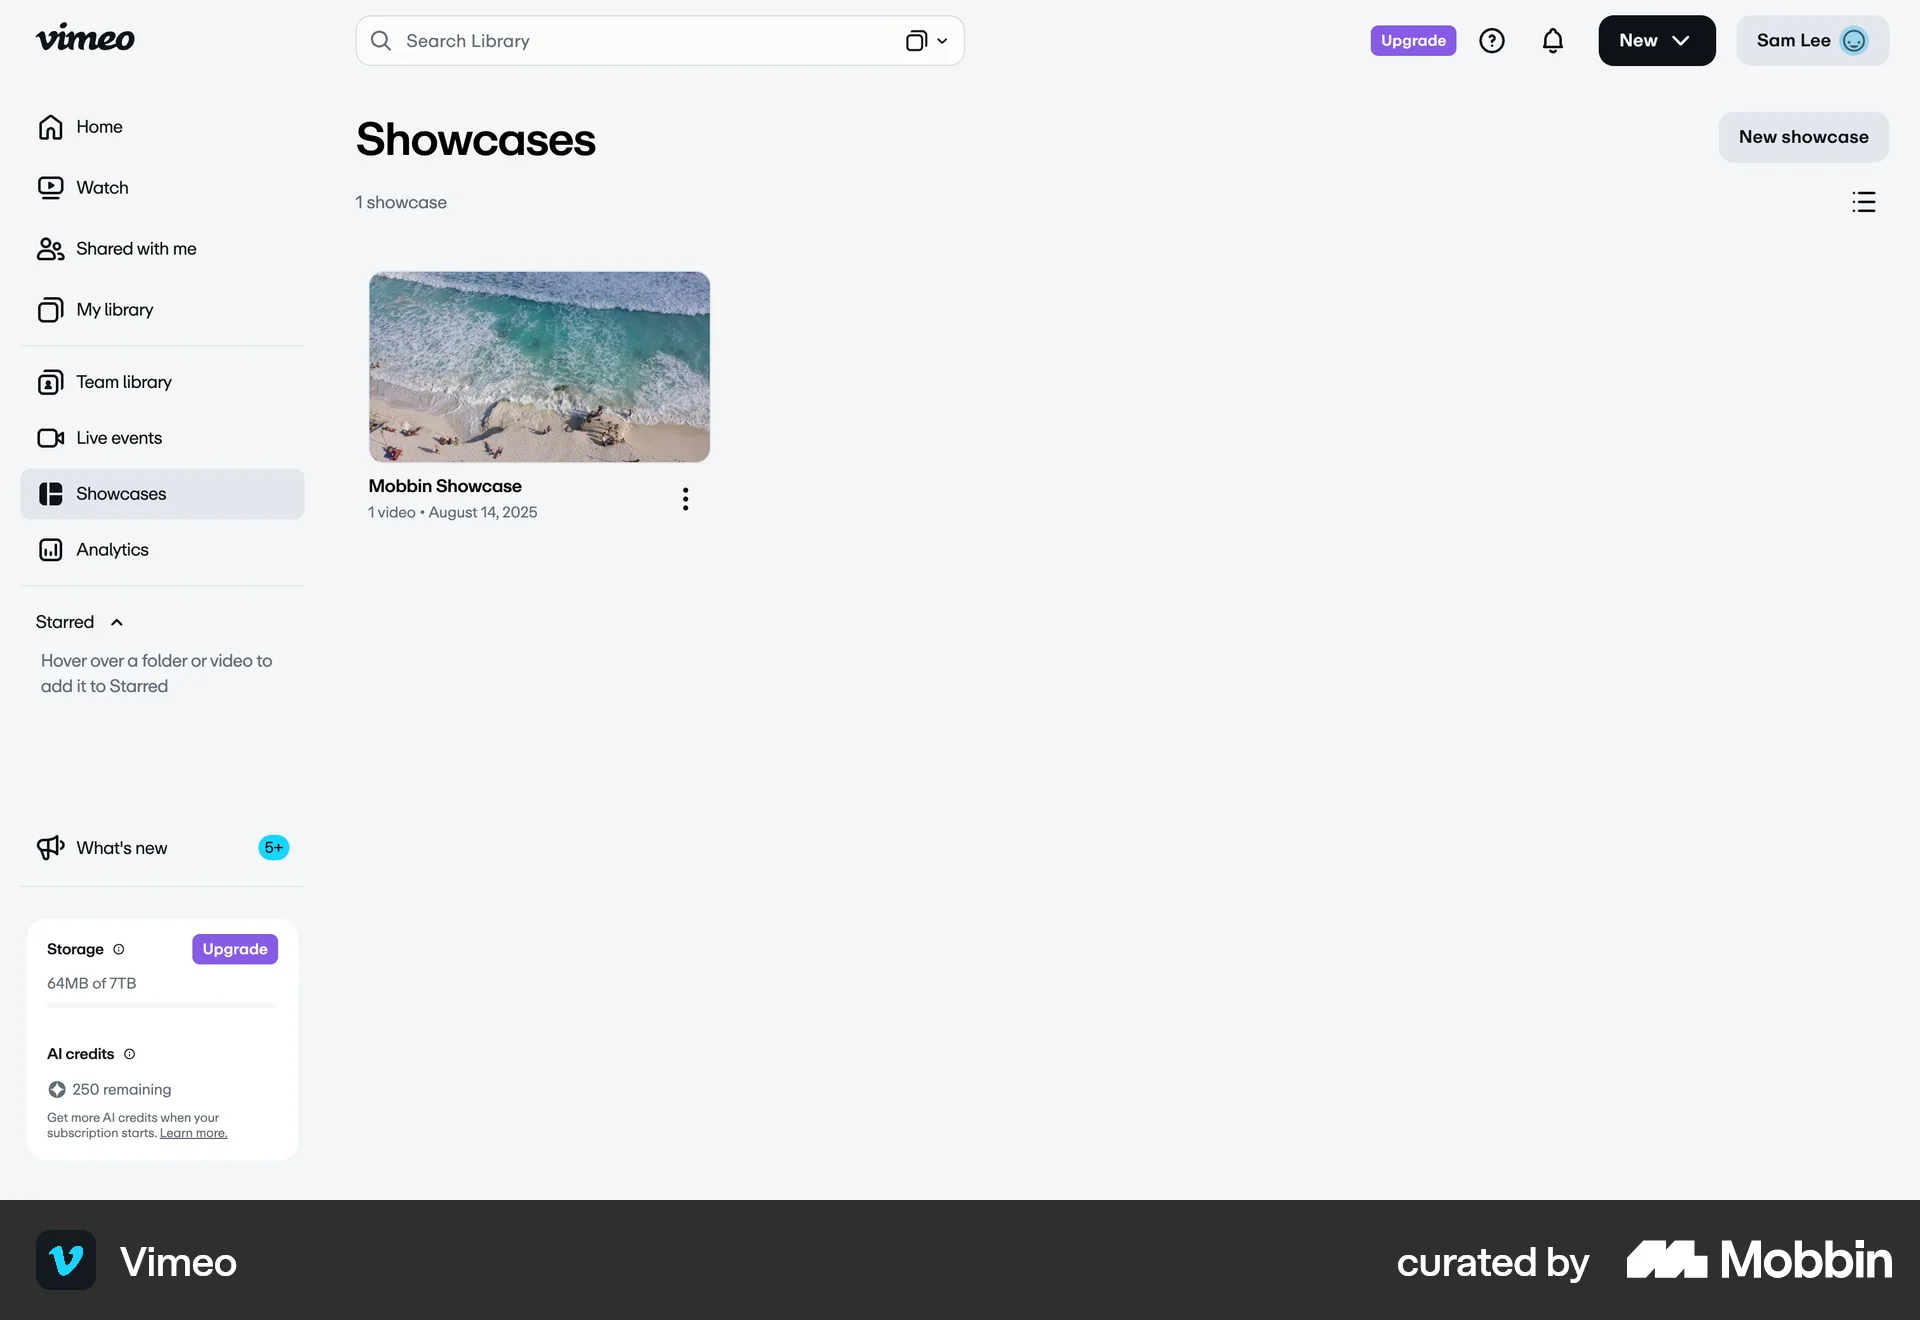 vimeo
Search Library
Upgrade
New
Sam Lee
Home
Watch
Shared with me
My library
Team library
Live events
Showcases
Analytics
Starred
Hover over a folder or video to
add it to Starred
What's new
5+
Storage
Upgrade
64MB of 7TB
AI credits
250 remaining
Get more AI credits when your
subscription starts. Learn more.
Showcases
New showcase
1 showcase
Mobbin Showcase
1 video • August 14, 2025
Vimeo
curated by
Mobbin